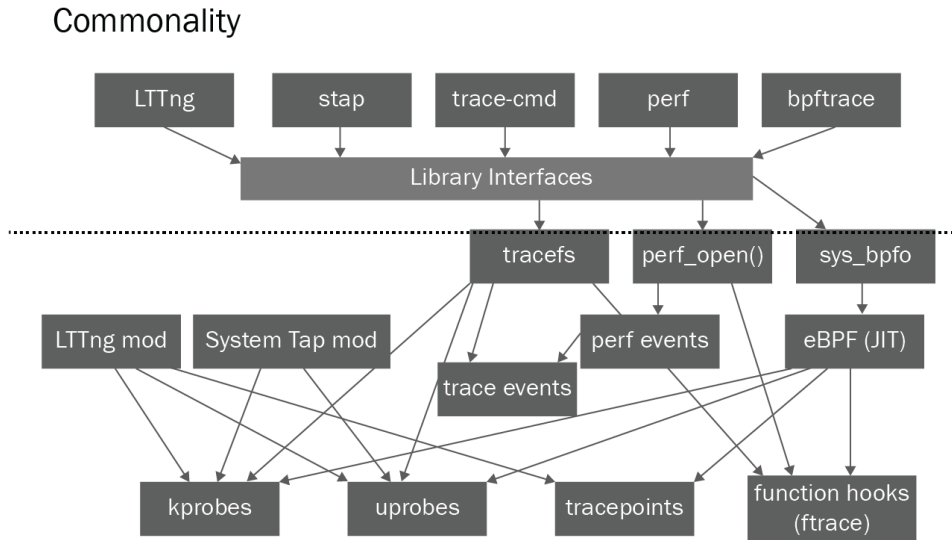 Commonality
LTTng
stap
trace-cmd
perf
bpftrace
Library Interfaces
tracefs
perf_open()
sys_bpfo
LTTng mod
System Tap mod
perf events
eBPF (JIT)
trace events
kprobes
uprobes
tracepoints
function hooks
(ftrace)